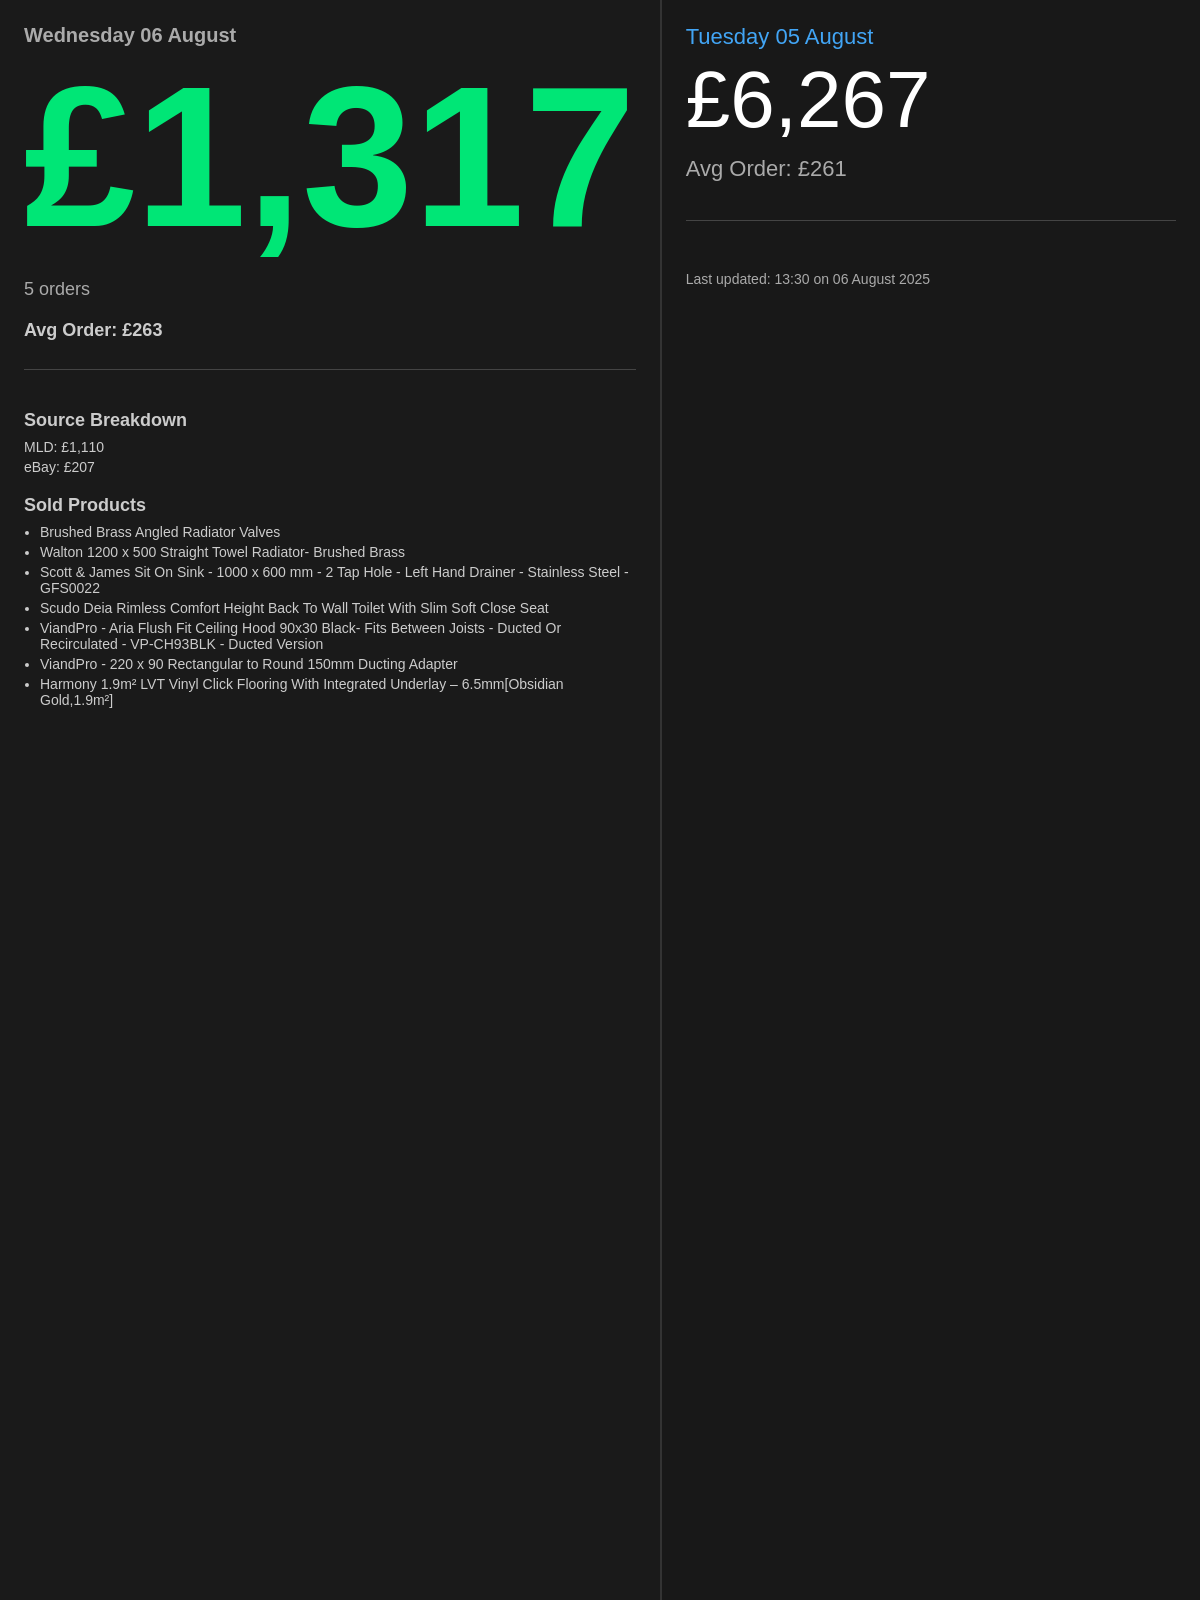 Wednesday 06 August
£1,317
5 orders
Avg Order: £263
Source Breakdown
MLD: £1,110
eBay: £207
Sold Products
• Brushed Brass Angled Radiator Valves
• Walton 1200 x 500 Straight Towel Radiator- Brushed Brass
• Scott & James Sit On Sink - 1000 x 600 mm - 2 Tap Hole - Left Hand Drainer - Stainless Steel -
GFS0022
• Scudo Deia Rimless Comfort Height Back To Wall Toilet With Slim Soft Close Seat
• ViandPro - Aria Flush Fit Ceiling Hood 90x30 Black- Fits Between Joists - Ducted Or
Recirculated - VP-CH93BLK - Ducted Version
• ViandPro - 220 x 90 Rectangular to Round 150mm Ducting Adapter
• Harmony 1.9m² LVT Vinyl Click Flooring With Integrated Underlay – 6.5mm[Obsidian
Gold,1.9m²]
Tuesday 05 August
£6,267
Avg Order: £261
Last updated: 13:30 on 06 August 2025